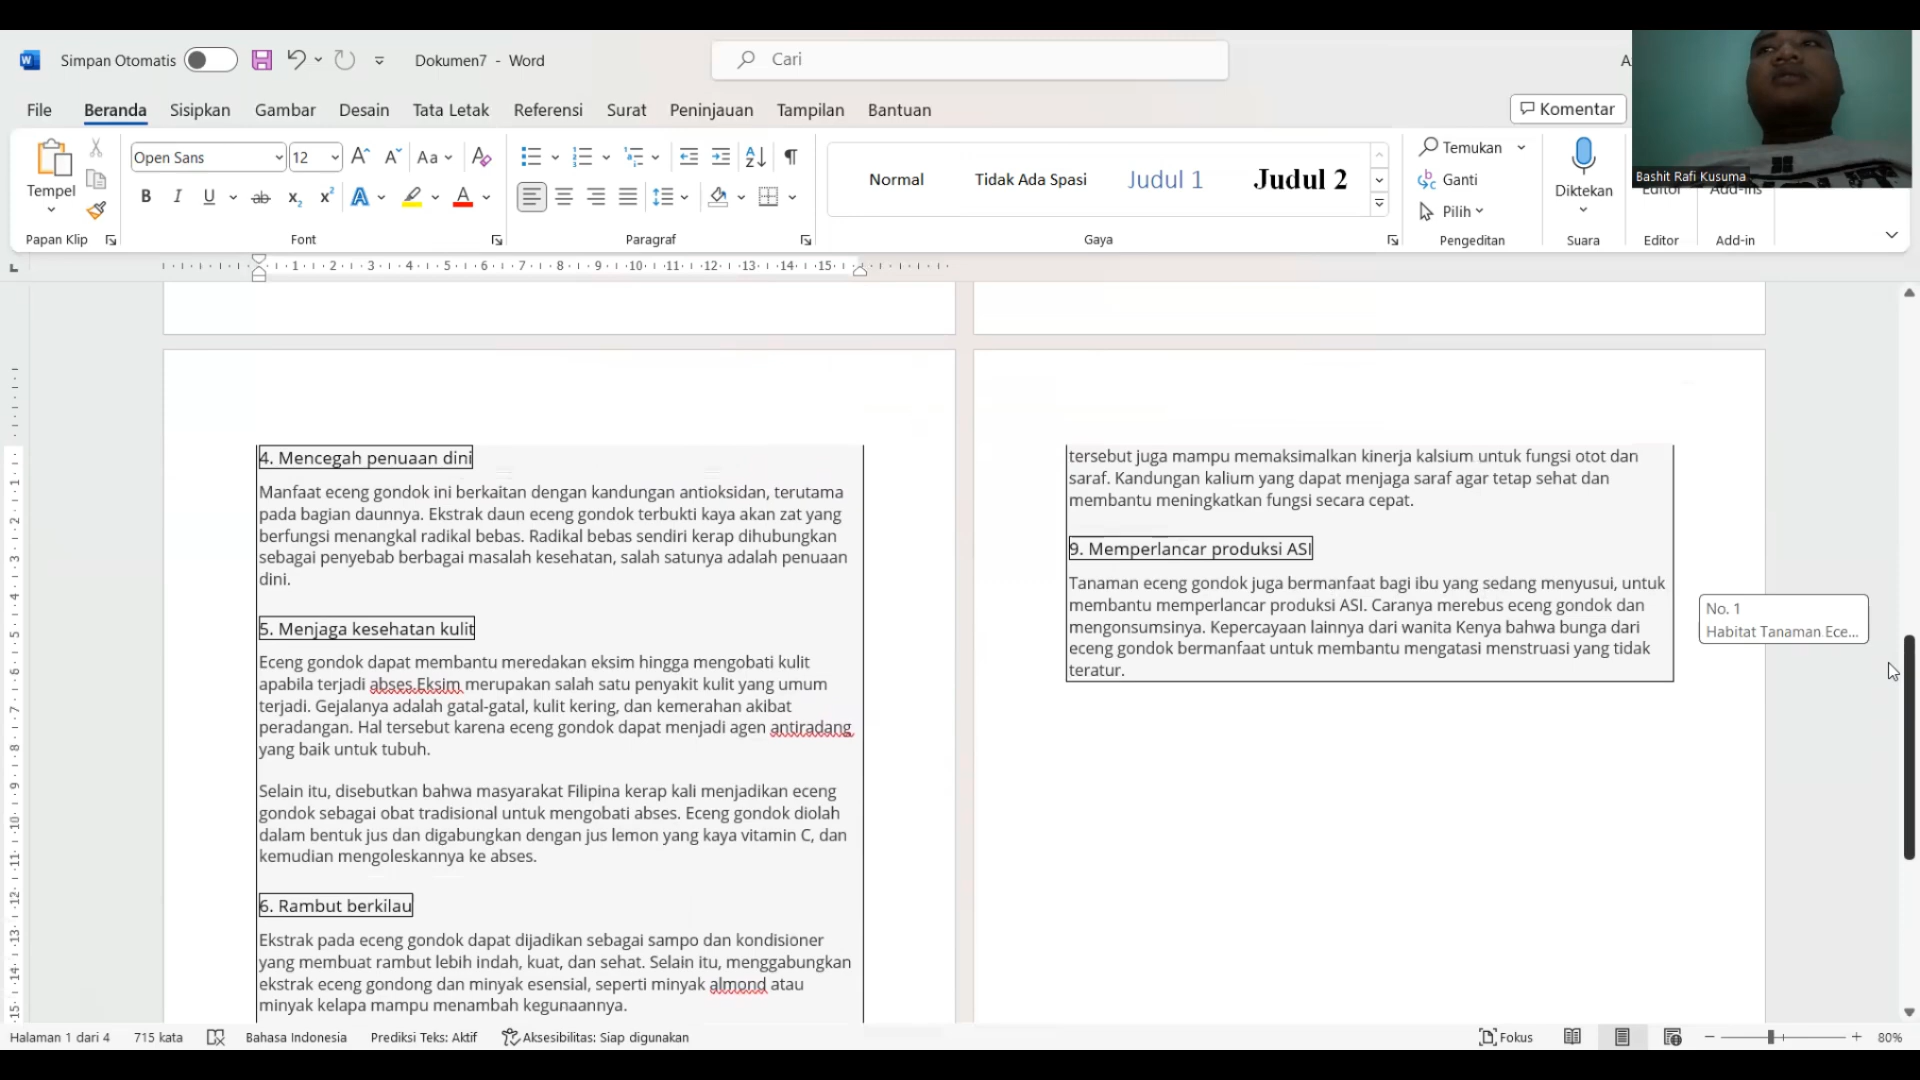 Simpan Otomatis
Dokumen7 - Word
Cari
File
Beranda
Sisipkan
Gambar
Desain
Tata Letak
Referensi
Surat
Peninjauan
Tampilan
Bantuan
Komentar
Bashit Rafi Kusuma
Tempel
Papan Klip
Open Sans
12
Font
Paragraf
Normal
Tidak Ada Spasi
Judul 1
Judul 2
Gaya
Temukan
Ganti
Pilih
Pengeditan
Diktekan
Suara
Editor
Editor
Add-ins
Add-in
4. Mencegah penuaan dini
Manfaat eceng gondok ini berkaitan dengan kandungan antioksidan, terutama
pada bagian daunnya. Ekstrak daun eceng gondok terbukti kaya akan zat yang
berfungsi menangkal radikal bebas. Radikal bebas sendiri kerap dihubungkan
sebagai penyebab berbagai masalah kesehatan, salah satunya adalah penuaan
dini.
5. Menjaga kesehatan kulit
Eceng gondok dapat membantu meredakan eksim hingga mengobati kulit
apabila terjadi abses.Eksim merupakan salah satu penyakit kulit yang umum
terjadi. Gejalanya adalah gatal-gatal, kulit kering, dan kemerahan akibat
peradangan. Hal tersebut karena eceng gondok dapat menjadi agen antiradang
yang baik untuk tubuh.
Selain itu, disebutkan bahwa masyarakat Filipina kerap kali menjadikan eceng
gondok sebagai obat tradisional untuk mengobati abses. Eceng gondok diolah
dalam bentuk jus dan digabungkan dengan jus lemon yang kaya vitamin C, dan
kemudian mengoleskannya ke abses.
6. Rambut berkilau
Ekstrak pada eceng gondok dapat dijadikan sebagai sampo dan kondisioner
yang membuat rambut lebih indah, kuat, dan sehat. Selain itu, menggabungkan
ekstrak eceng gondong dan minyak esensial, seperti minyak almond atau
minyak kelapa mampu menambah kegunaannya.
tersebut juga mampu memaksimalkan kinerja kalsium untuk fungsi otot dan
saraf. Kandungan kalium yang dapat menjaga saraf agar tetap sehat dan
membantu meningkatkan fungsi secara cepat.
9. Memperlancar produksi ASI
Tanaman eceng gondok juga bermanfaat bagi ibu yang sedang menyusui, untuk
membantu memperlancar produksi ASI. Caranya merebus eceng gondok dan
mengonsumsinya. Kepercayaan lainnya dari wanita Kenya bahwa bunga dari
eceng gondok bermanfaat untuk membantu mengatasi menstruasi yang tidak
teratur.
No. 1
Habitat Tanaman Ece...
Halaman 1 dari 4
715 kata
Bahasa Indonesia
Prediksi Teks: Aktif
Aksesibilitas: Siap digunakan
Fokus
80%